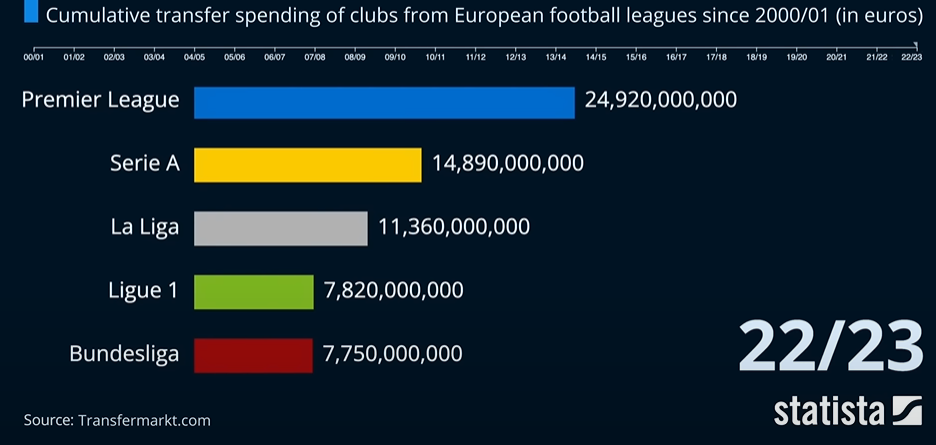 Cumulative transfer spending of clubs from European football leagues since 2000/01 (in euros)
00/01 01/02 02/03 03/04 04/05 05/06 06/07 07/08 08/09 09/10 10/11 11/12 12/13 13/14 14/15 15/16 16/17 17/18 18/19 19/20 20/21 21/22 22/23
Premier League 24,920,000,000
Serie A 14,890,000,000
La Liga 11,360,000,000
Ligue 1 7,820,000,000
Bundesliga 7,750,000,000
22/23
statista
Source: Transfermarkt.com